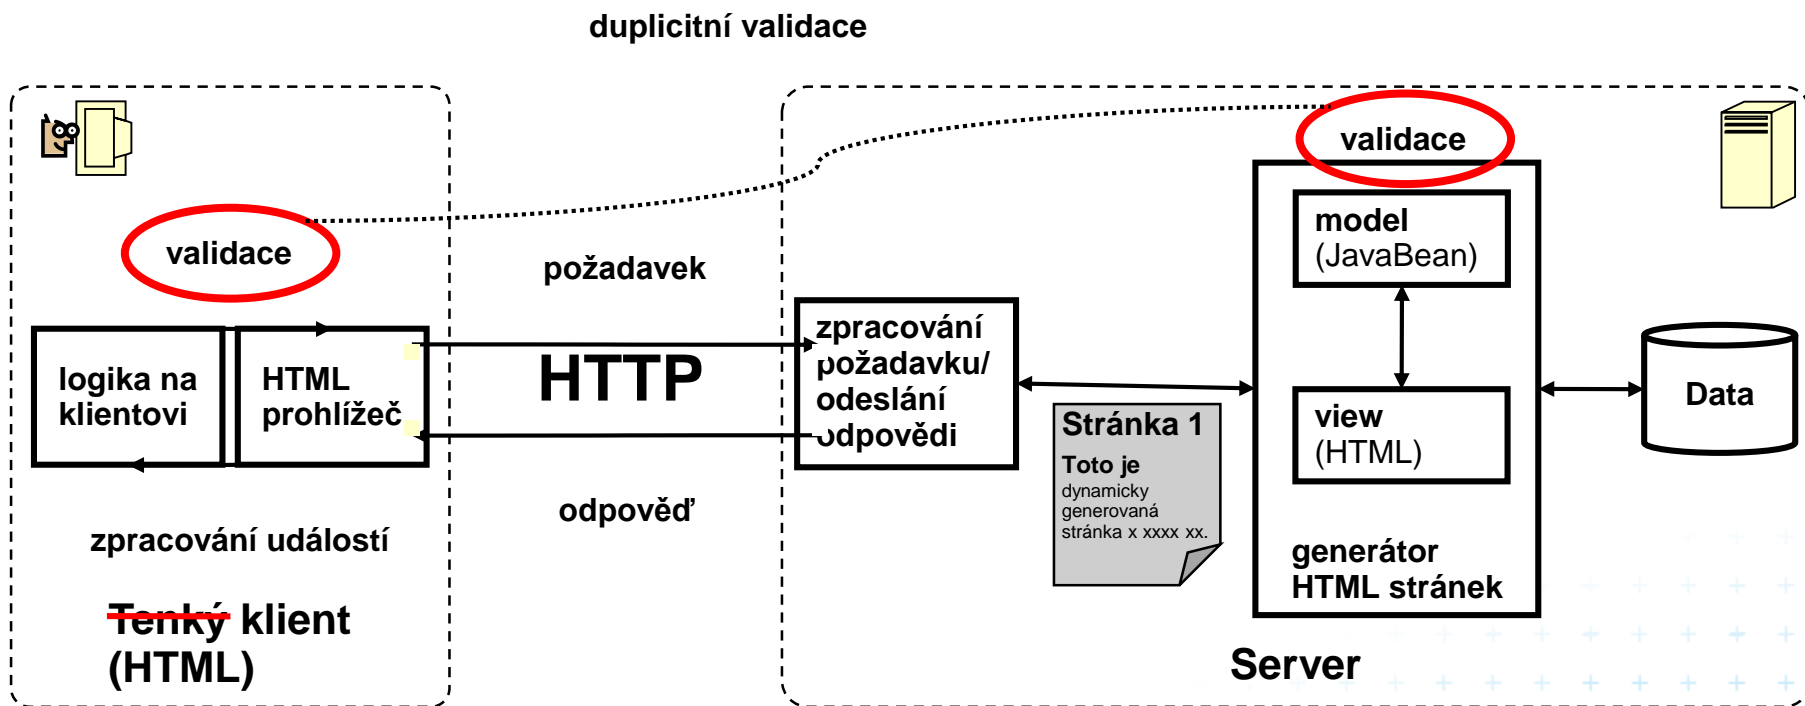 duplicitní validace
validace
logika na
klientovi
HTML
prohlížeč
zpracování událostí
Tenký klient
(HTML)
požadavek
HTTP
odpověď
zpracování
požadavku/
odeslání
odpovědi
Stránka 1
Toto je
dynamicky
generovaná
stránka x xxxx xx.
validace
model
(JavaBean)
view
(HTML)
generátor
HTML stránek
Data
Server